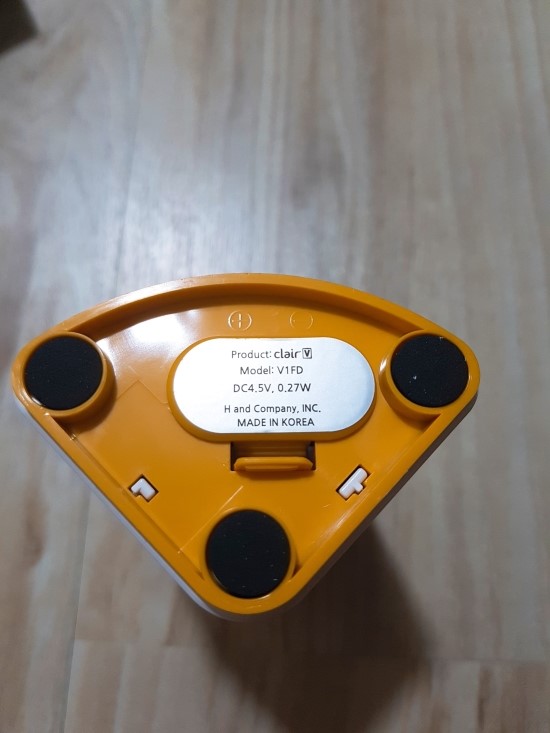 + −
Product: clair V
Model: V1FD
DC4.5V, 0.27W
H and Company, INC.
MADE IN KOREA